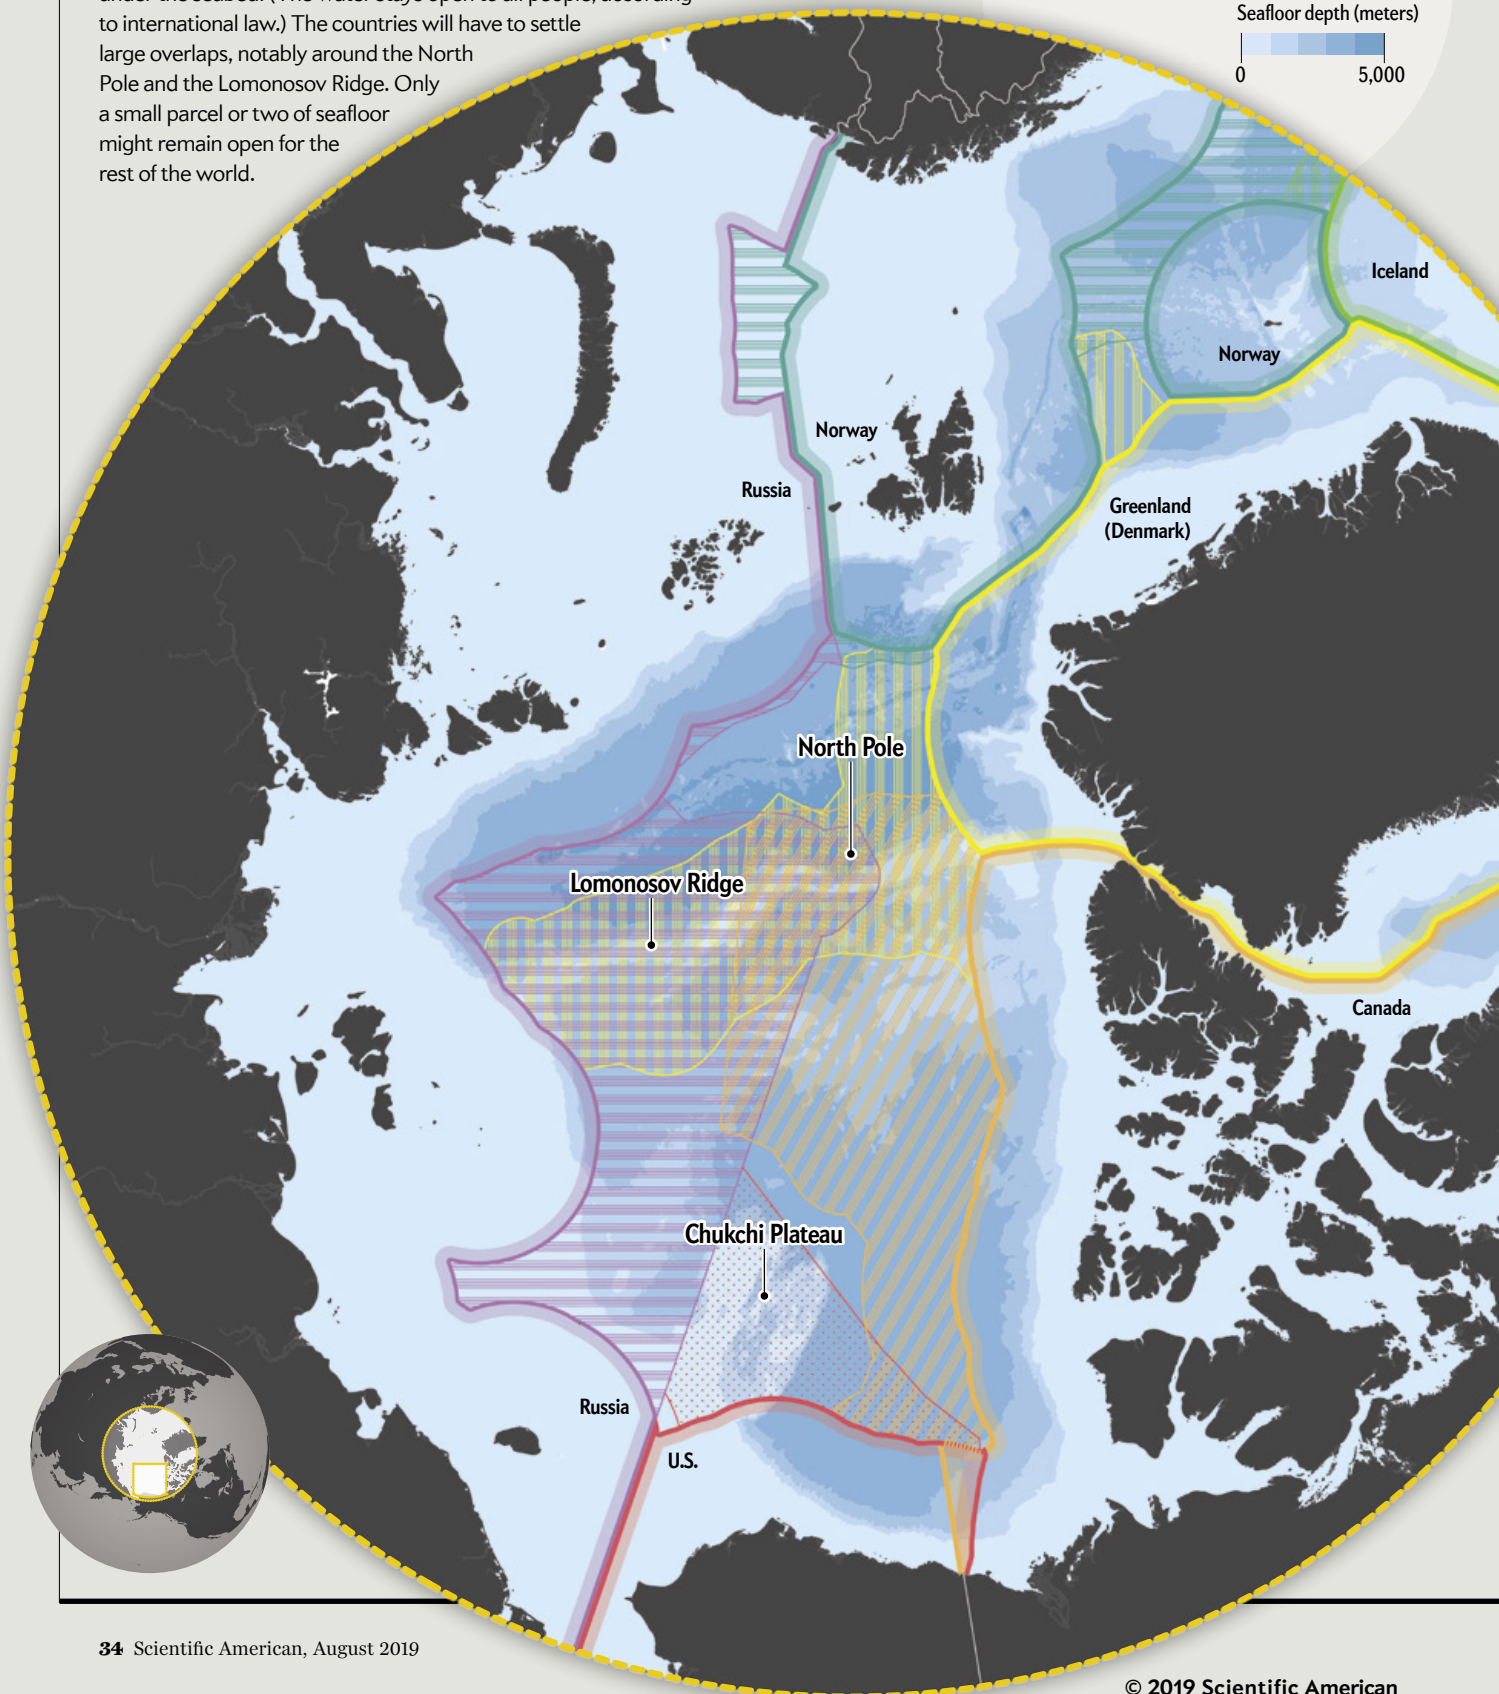 to international law.) The countries will have to settle
large overlaps, notably around the North
Pole and the Lomonosov Ridge. Only
a small parcel or two of seafloor
might remain open for the
rest of the world.
Seafloor depth (meters)
0
5,000
Iceland
Norway
Norway
Russia
Greenland
(Denmark)
North Pole
Lomonosov Ridge
Canada
Chukchi Plateau
Russia
U.S.
34 Scientific American, August 2019
© 2019 Scientific American